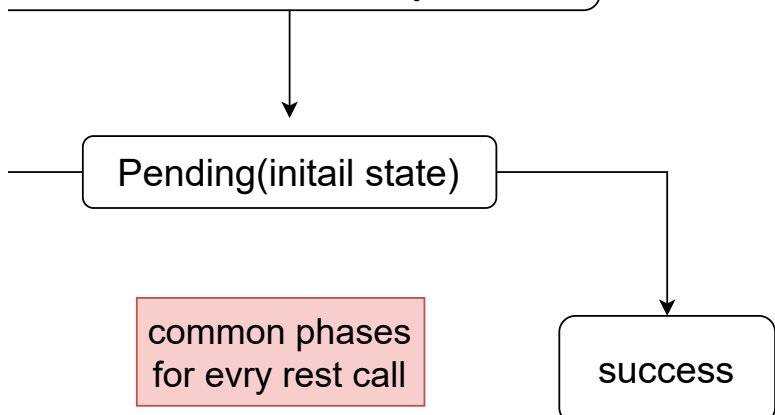 Pending(initail state)
common phases
for evry rest call
success